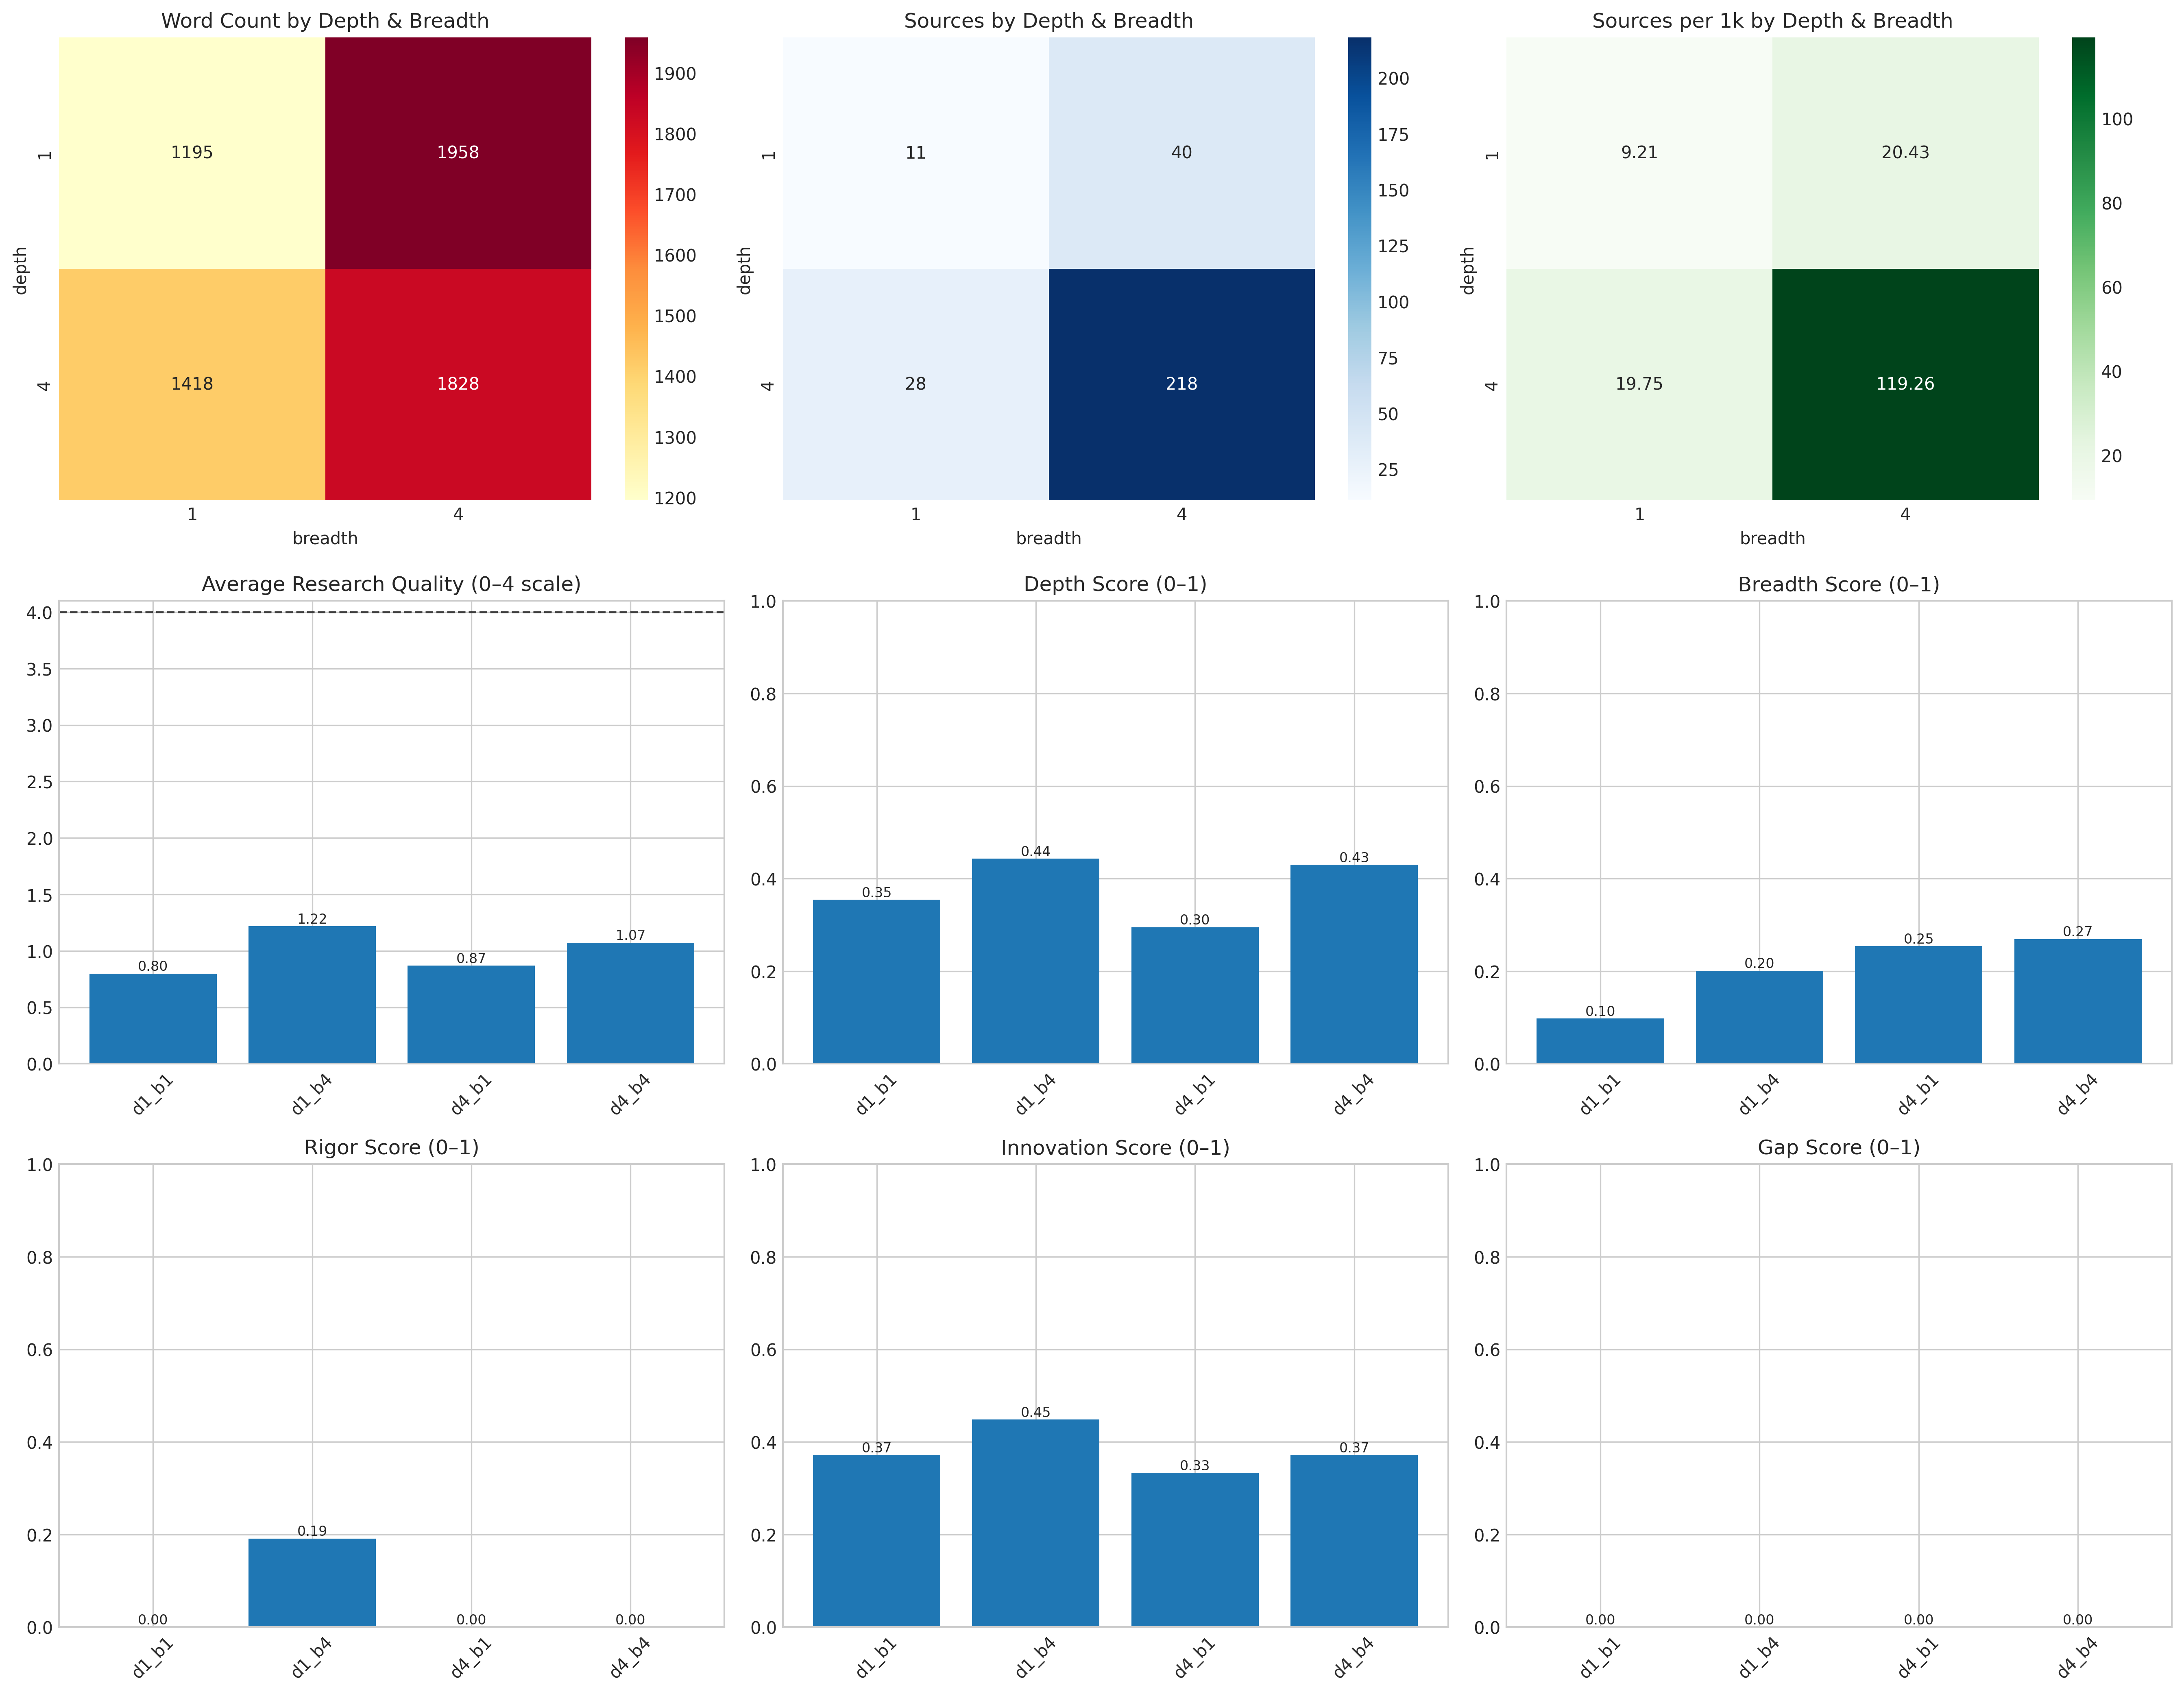 Word Count by Depth & Breadth
1195 1958
1418 1828
1
4
depth
1 4
breadth
1900
1800
1700
1600
1500
1400
1300
1200
Sources by Depth & Breadth
11 40
28 218
1
4
depth
1 4
breadth
200
175
150
125
100
75
50
25
Sources per 1k by Depth & Breadth
9.21 20.43
19.75 119.26
1
4
depth
1 4
breadth
100
80
60
40
20
Average Research Quality (0–4 scale)
4.0
3.5
3.0
2.5
2.0
1.5
1.0
0.5
0.0
0.80 1.22 0.87 1.07
d1_b1 d1_b4 d4_b1 d4_b4
Depth Score (0–1)
1.0
0.8
0.6
0.4
0.2
0.0
0.35 0.44 0.30 0.43
d1_b1 d1_b4 d4_b1 d4_b4
Breadth Score (0–1)
1.0
0.8
0.6
0.4
0.2
0.0
0.10 0.20 0.25 0.27
d1_b1 d1_b4 d4_b1 d4_b4
Rigor Score (0–1)
1.0
0.8
0.6
0.4
0.2
0.0
0.00 0.19 0.00 0.00
d1_b1 d1_b4 d4_b1 d4_b4
Innovation Score (0–1)
1.0
0.8
0.6
0.4
0.2
0.0
0.37 0.45 0.33 0.37
d1_b1 d1_b4 d4_b1 d4_b4
Gap Score (0–1)
1.0
0.8
0.6
0.4
0.2
0.0
0.00 0.00 0.00 0.00
d1_b1 d1_b4 d4_b1 d4_b4